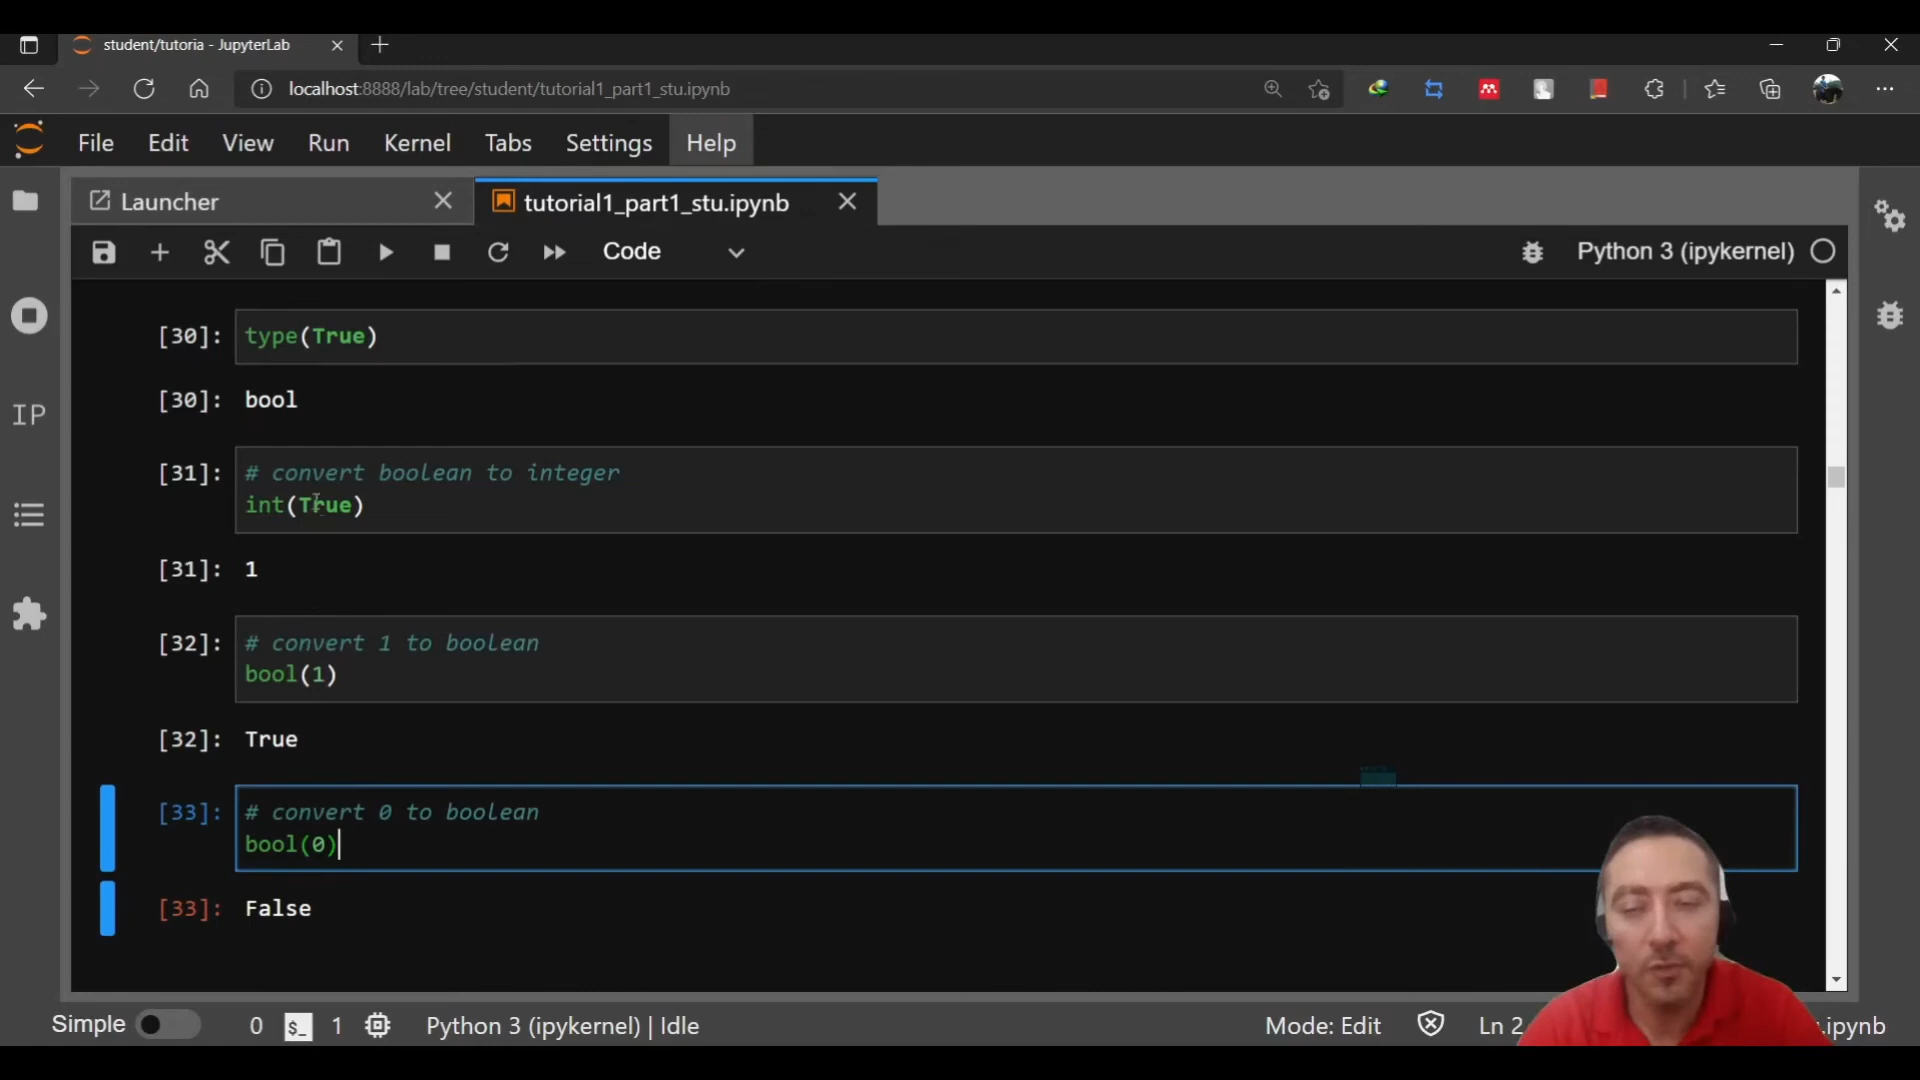 student/tutoria - JupyterLab
localhost:8888/lab/tree/student/tutorial1_part1_stu.ipynb
File Edit View Run Kernel Tabs Settings Help
Launcher tutorial1_part1_stu.ipynb
Code Python 3 (ipykernel)
[30]: type(True)
[30]: bool
IP
[31]: # convert boolean to integer
int(True)
[31]: 1
[32]: # convert 1 to boolean
bool(1)
[32]: True
[33]: # convert 0 to boolean
bool(0)
[33]: False
Simple 0 $_ 1 Python 3 (ipykernel) | Idle Mode: Edit Ln 2 .ipynb